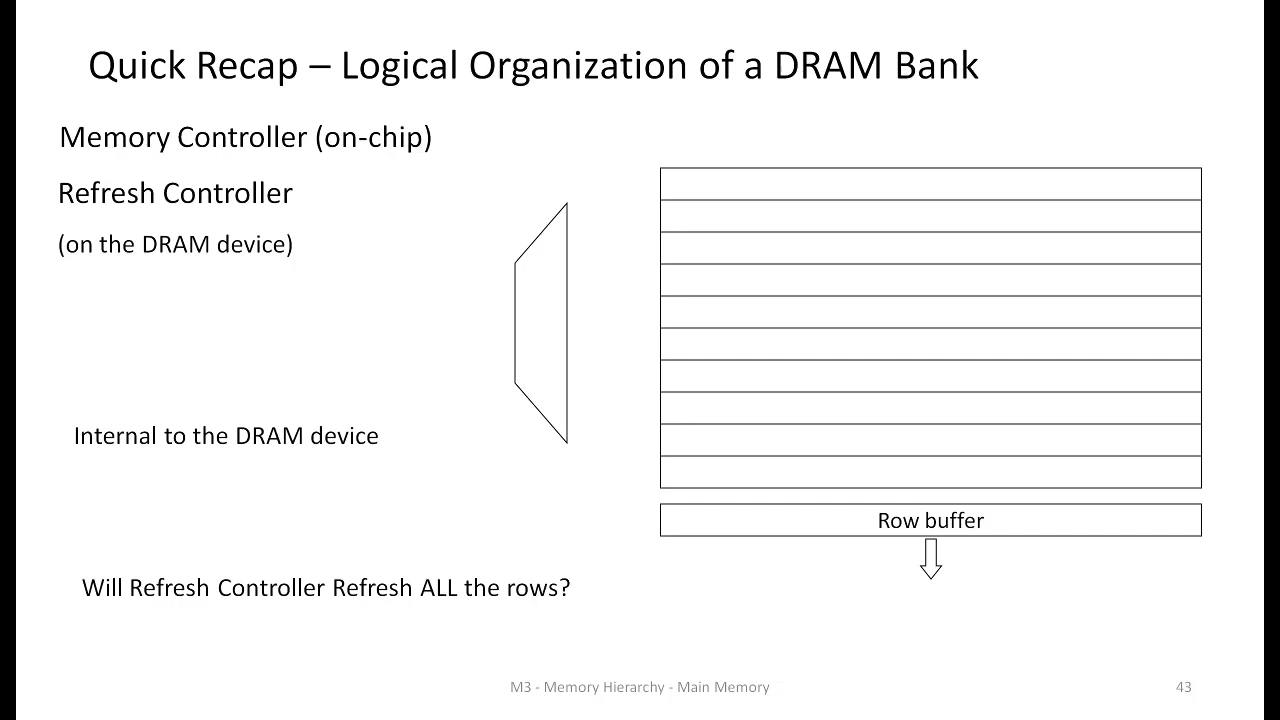 Quick Recap – Logical Organization of a DRAM Bank
Memory Controller (on-chip)
Refresh Controller
(on the DRAM device)
Internal to the DRAM device
Row buffer
Will Refresh Controller Refresh ALL the rows?
M3 - Memory Hierarchy - Main Memory
43